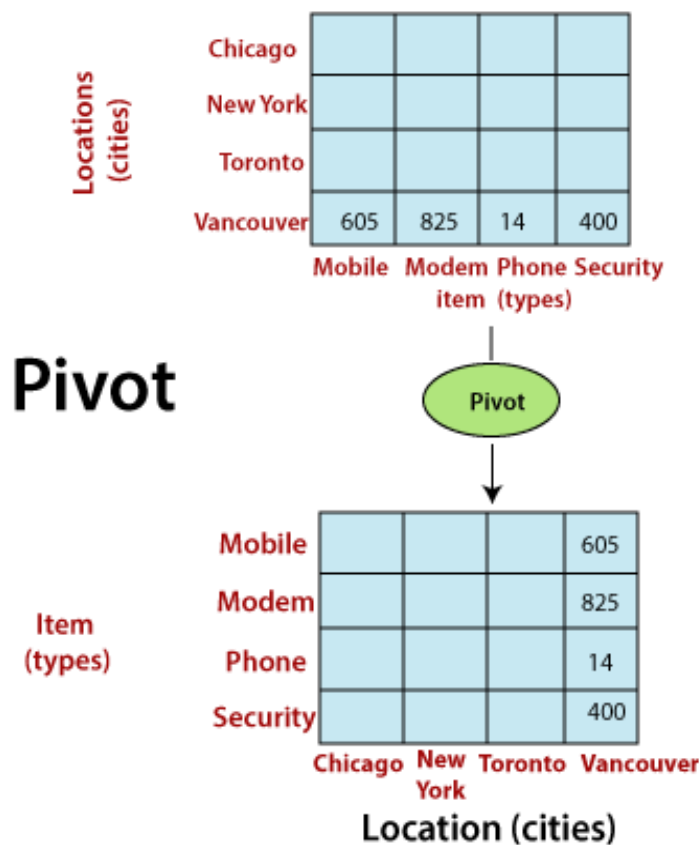 Locations
(cities)
Chicago
New York
Toronto
Vancouver 605 825 14 400
Mobile Modem Phone Security
item (types)
Pivot
Pivot
Item
(types)
Mobile 605
Modem 825
Phone 14
Security 400
Chicago New York Toronto Vancouver
Location (cities)